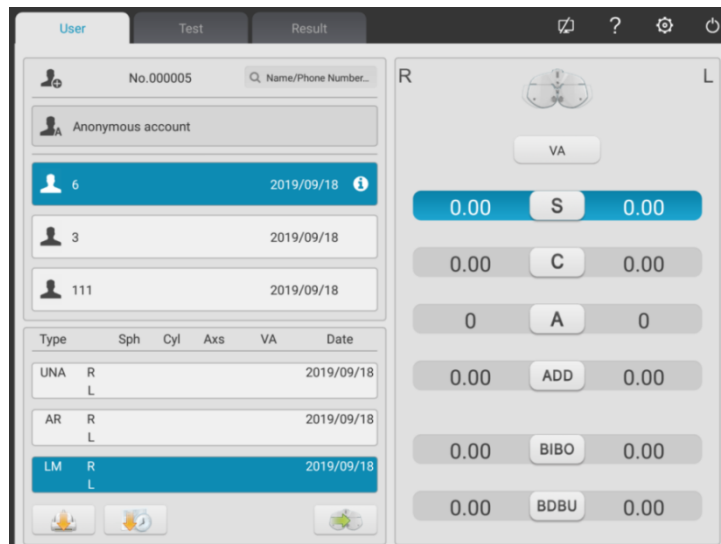 User Test Result ?
No.000005 Name/Phone Number...
A Anonymous account
6 2019/09/18 i
3 2019/09/18
111 2019/09/18
Type Sph Cyl Axs VA Date
UNA R 2019/09/18
L
AR R 2019/09/18
L
LM R 2019/09/18
L
R L
VA
0.00 S 0.00
0.00 C 0.00
0 A 0
0.00 ADD 0.00
0.00 BIBO 0.00
0.00 BDBU 0.00